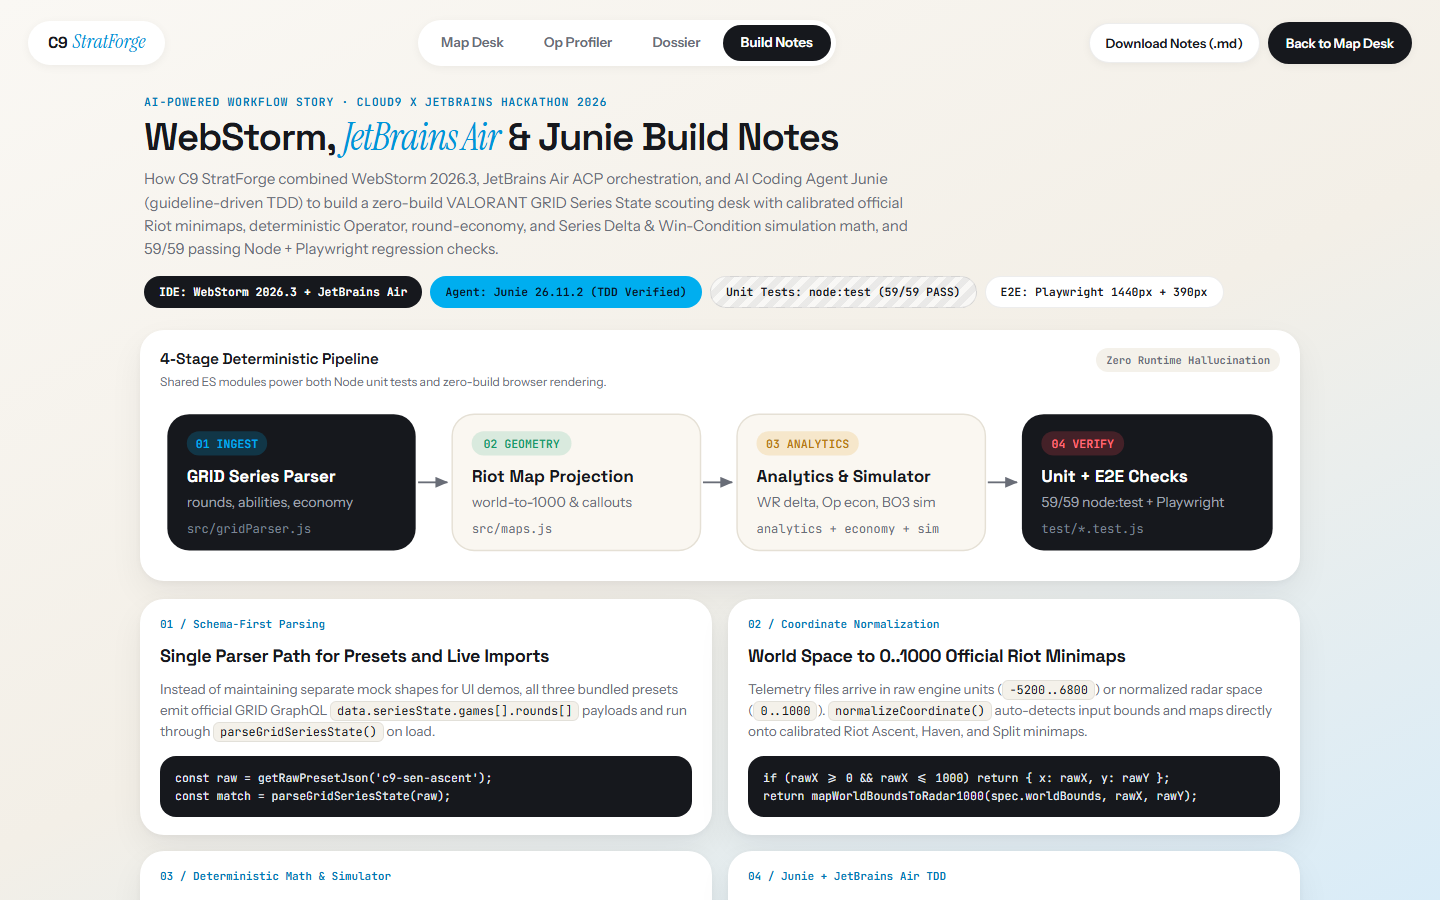 C9 StratForge
Map Desk
Op Profiler
Dossier
Build Notes
Download Notes (.md)
Back to Map Desk
AI-POWERED WORKFLOW STORY · CLOUD9 X JETBRAINS HACKATHON 2026
WebStorm, JetBrains Air & Junie Build Notes
How C9 StratForge combined WebStorm 2026.3, JetBrains Air ACP orchestration, and AI Coding Agent Junie
(guideline-driven TDD) to build a zero-build VALORANT GRID Series State scouting desk with calibrated official
Riot minimaps, deterministic Operator, round-economy, and Series Delta & Win-Condition simulation math, and
59/59 passing Node + Playwright regression checks.
IDE: WebStorm 2026.3 + JetBrains Air
Agent: Junie 26.11.2 (TDD Verified)
Unit Tests: node:test (59/59 PASS)
E2E: Playwright 1440px + 390px
4-Stage Deterministic Pipeline
Zero Runtime Hallucination
Shared ES modules power both Node unit tests and zero-build browser rendering.
01 INGEST
GRID Series Parser
rounds, abilities, economy
src/gridParser.js
02 GEOMETRY
Riot Map Projection
world-to-1000 & callouts
src/maps.js
03 ANALYTICS
Analytics & Simulator
WR delta, Op econ, BO3 sim
analytics + economy + sim
04 VERIFY
Unit + E2E Checks
59/59 node:test + Playwright
test/*.test.js
01 / Schema-First Parsing
Single Parser Path for Presets and Live Imports
Instead of maintaining separate mock shapes for UI demos, all three bundled presets
emit official GRID GraphQL data.seriesState.games[].rounds[] payloads and run
through parseGridSeriesState() on load.
const raw = getRawPresetJson('c9-sen-ascent');
const match = parseGridSeriesState(raw);
02 / Coordinate Normalization
World Space to 0..1000 Official Riot Minimaps
Telemetry files arrive in raw engine units ( -5200..6800 ) or normalized radar space
( 0..1000 ). normalizeCoordinate() auto-detects input bounds and maps directly
onto calibrated Riot Ascent, Haven, and Split minimaps.
if (rawX ⩾ 0 && rawX ⩽ 1000) return { x: rawX, y: rawY };
return mapWorldBoundsToRadar1000(spec.worldBounds, rawX, rawY);
03 / Deterministic Math & Simulator
04 / Junie + JetBrains Air TDD